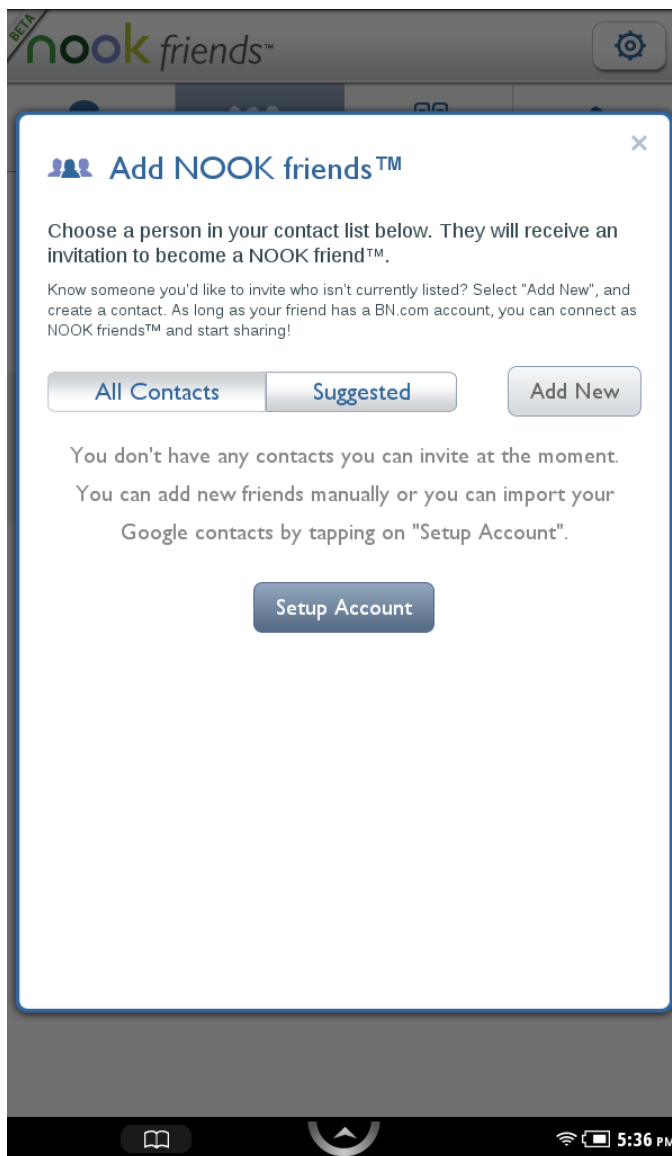 BETA
nook friends™
Add NOOK friends™
Choose a person in your contact list below. They will receive an
invitation to become a NOOK friend™.
Know someone you'd like to invite who isn't currently listed? Select "Add New", and
create a contact. As long as your friend has a BN.com account, you can connect as
NOOK friends™ and start sharing!
All Contacts Suggested Add New
You don't have any contacts you can invite at the moment.
You can add new friends manually or you can import your
Google contacts by tapping on "Setup Account".
Setup Account
5:36 PM